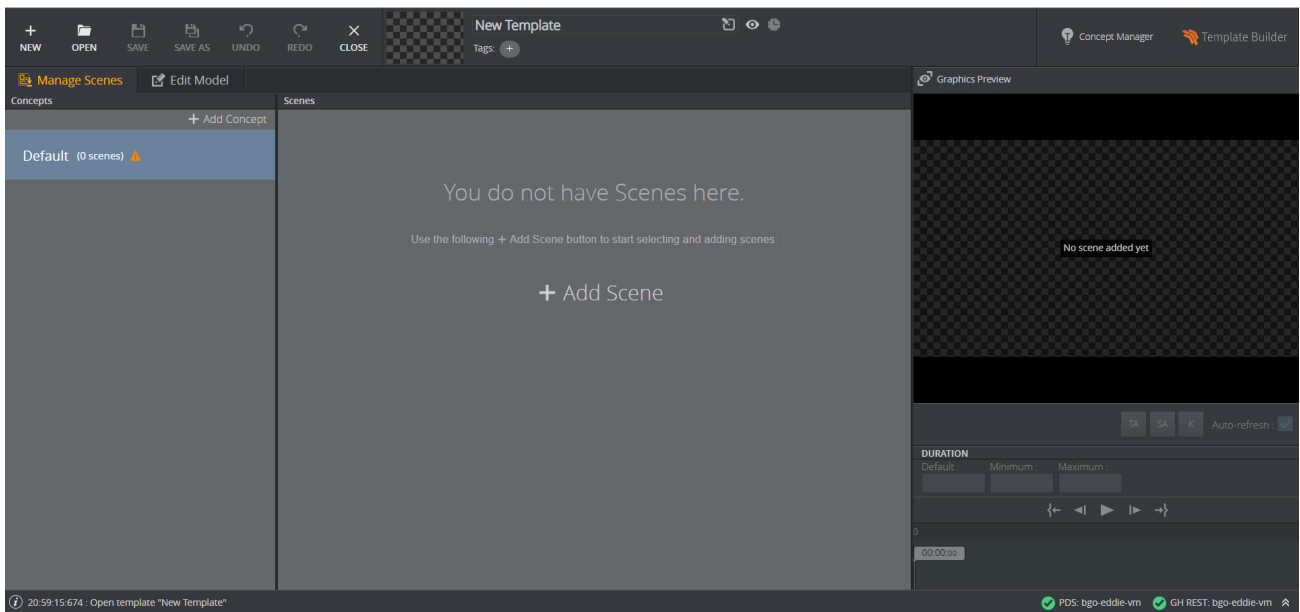 NEW OPEN SAVE SAVE AS UNDO REDO CLOSE
New Template
Tags: +
Concept Manager
Template Builder
Manage Scenes
Edit Model
Graphics Preview
Concepts
Scenes
+ Add Concept
Default (0 scenes)
You do not have Scenes here.
Use the following + Add Scene button to start selecting and adding scenes:
+ Add Scene
No scene added yet
TA SA K Auto-refresh :
DURATION
Default : Minimum : Maximum :
0
00:00:00
20:59:15:674 : Open template "New Template"
PDS: bgo-eddie-vm GH REST: bgo-eddie-vm